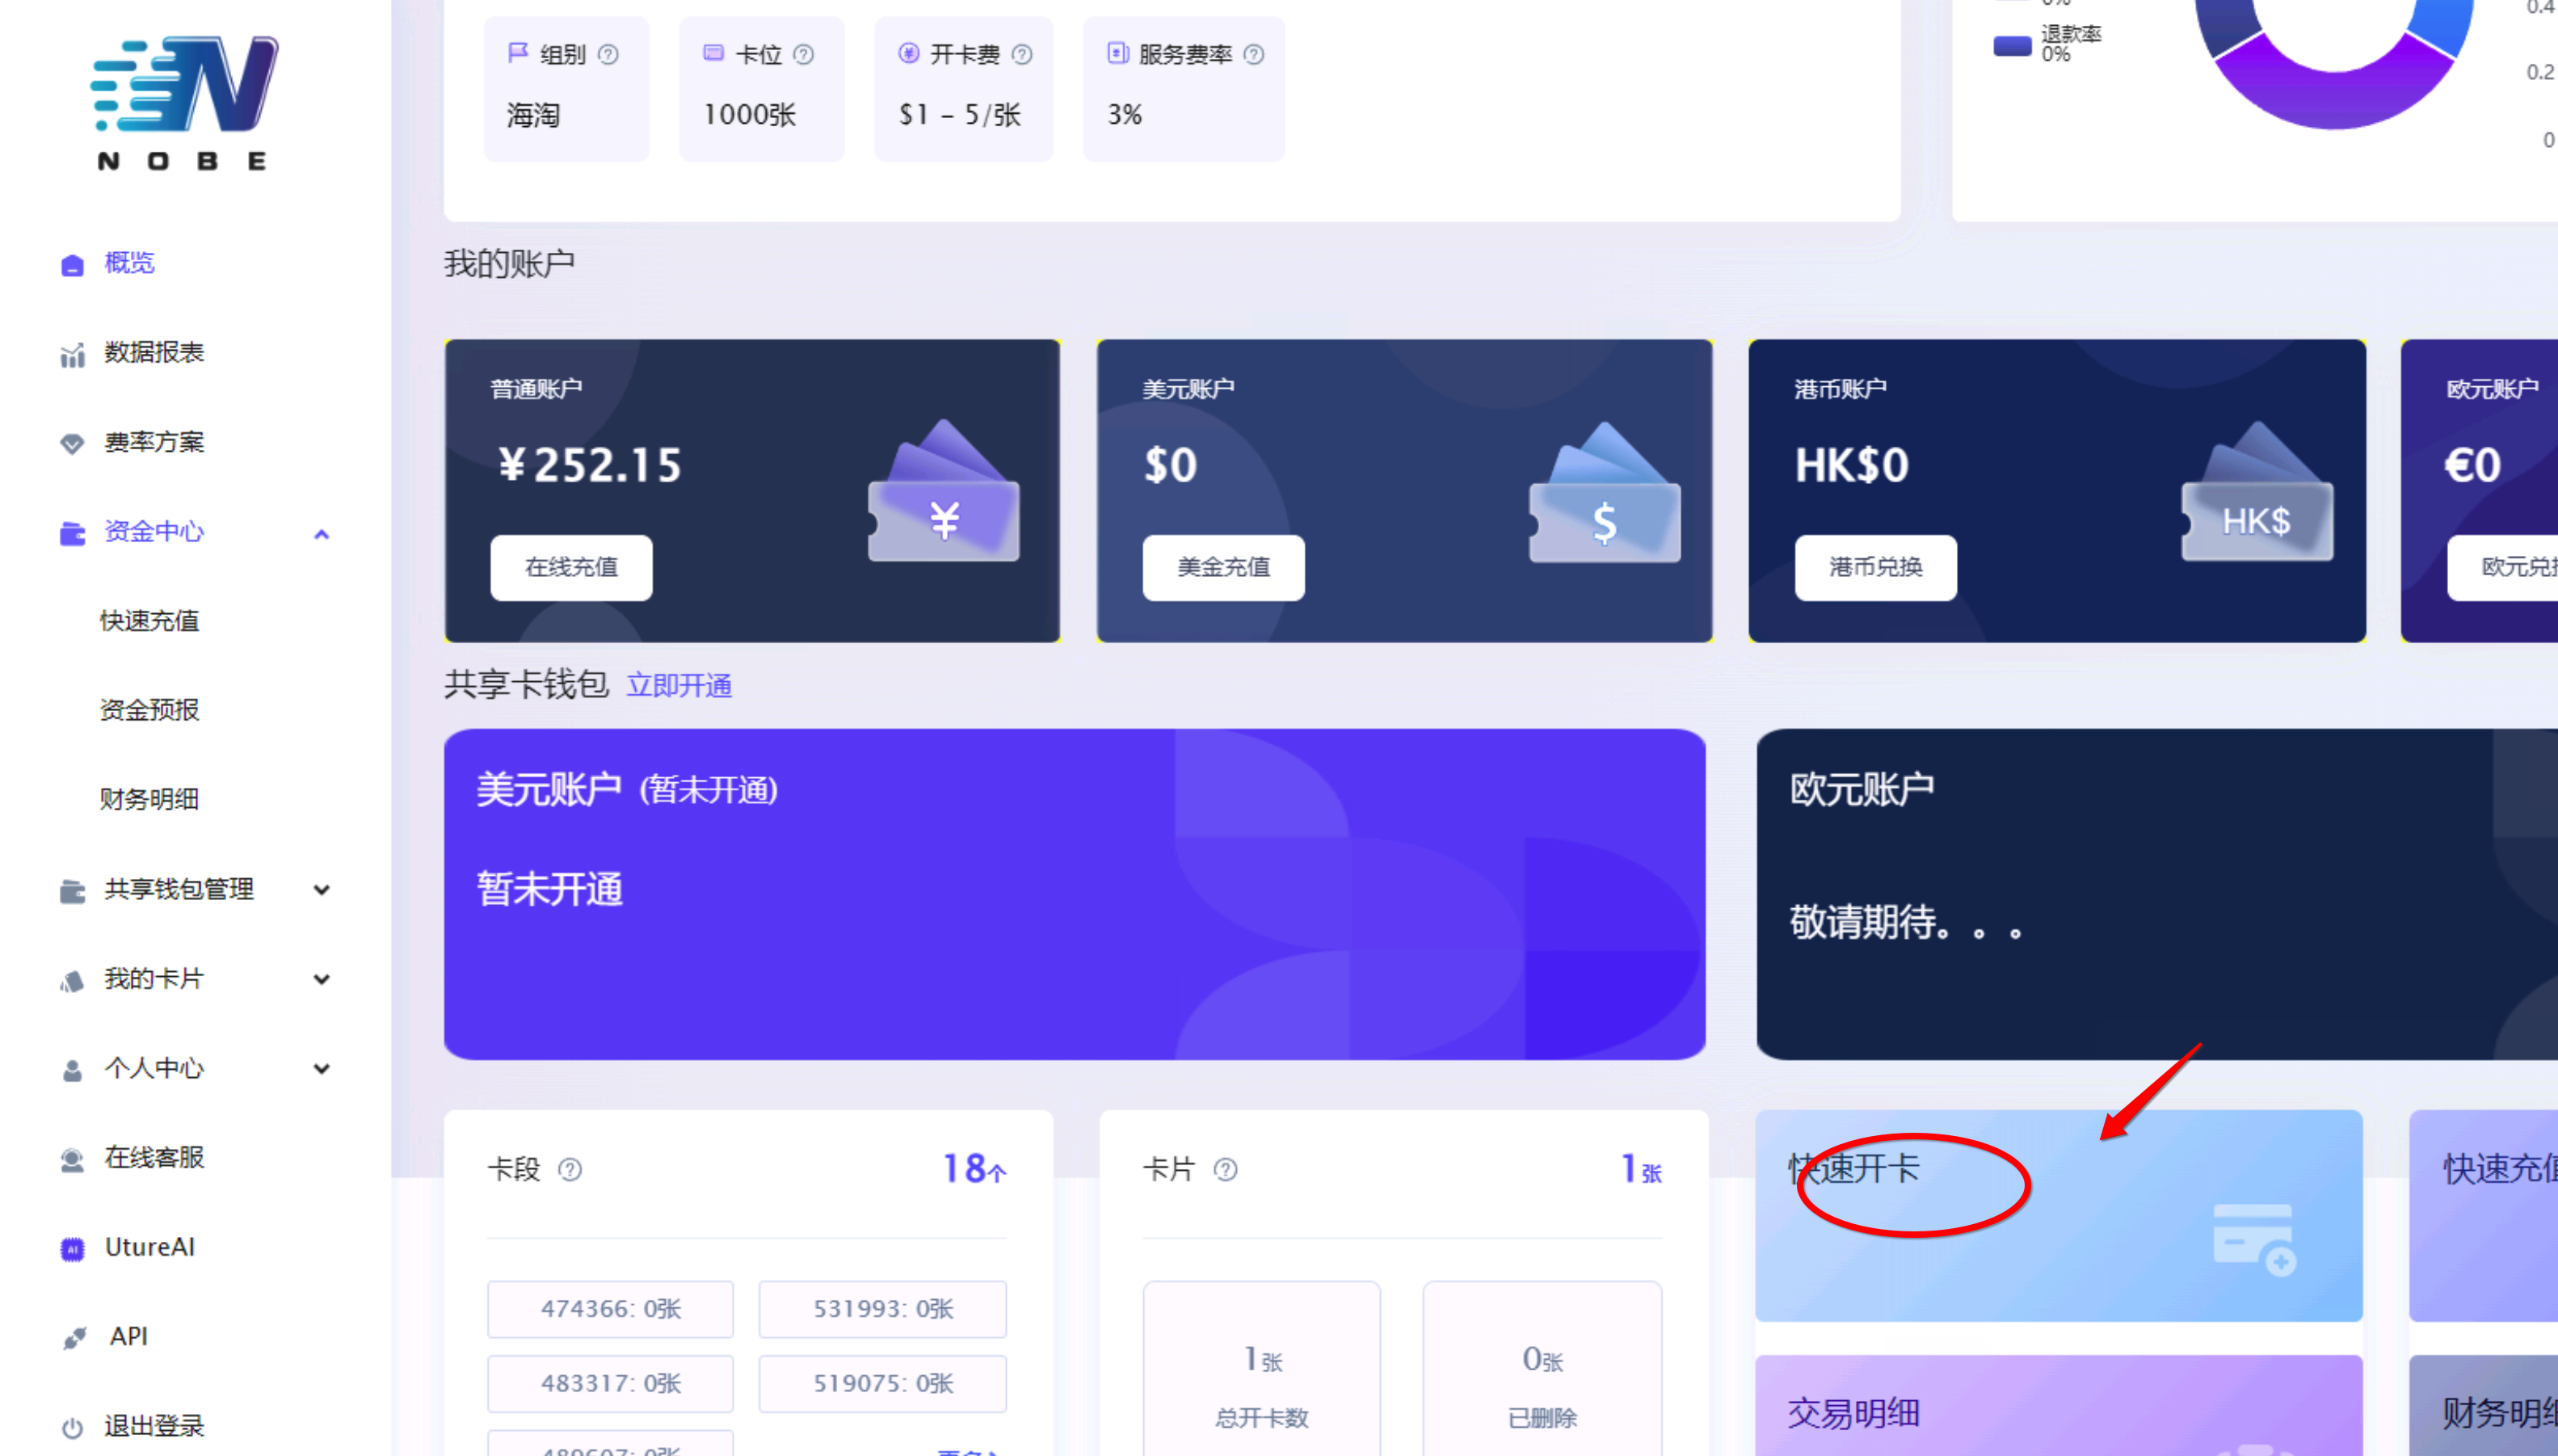 NOBE
概览
数据报表
费率方案
资金中心
快速充值
资金预报
财务明细
共享钱包管理
我的卡片
个人中心
在线客服
UtureAI
API
退出登录
组别
海淘
卡位
1000张
开卡费
$1 – 5/张
服务费率
3%
退款率
0%
0.4
0.2
0
我的账户
普通账户
¥252.15
在线充值
¥
美元账户
$0
美金充值
$
港币账户
HK$0
港币兑换
HK$
欧元账户
€0
欧元兑
共享卡钱包 立即开通
美元账户 (暂未开通)
暂未开通
欧元账户
敬请期待。。。
卡段 18个
474366: 0张 531993: 0张
483317: 0张 519075: 0张
卡片 1张
1张
总开卡数
0张
已删除
快速开卡
快速充值
交易明细
财务明细